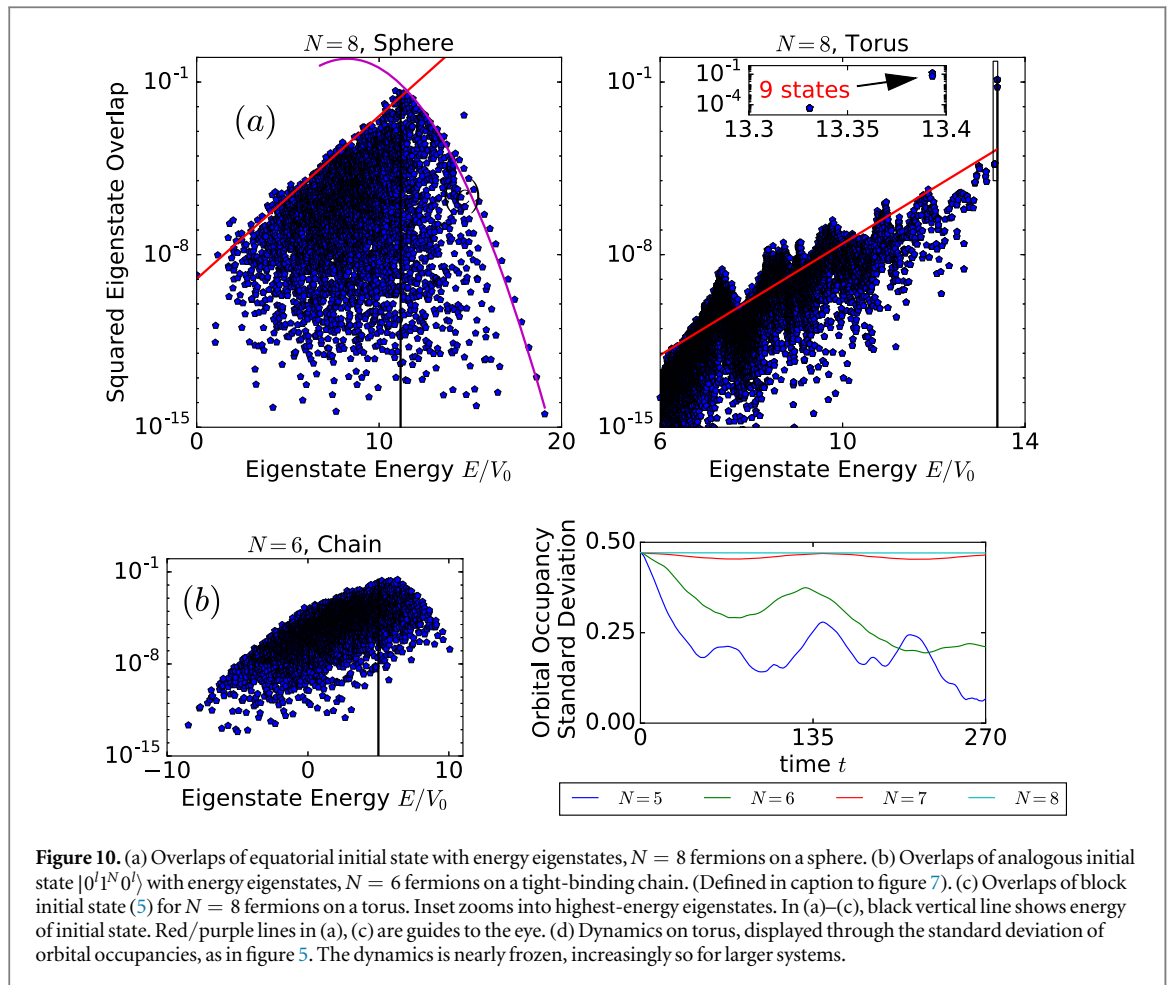 N = 8, Sphere
10^-1
10^-8
10^-15
Squared Eigenstate Overlap
(a)
0
10
20
Eigenstate Energy E/V_0
N = 8, Torus
10^-1
10^-8
10^-15
10^-1
10^-4
9 states
13.3
13.35
13.4
6
10
14
Eigenstate Energy E/V_0
N = 6, Chain
10^-1
10^-8
10^-15
(b)
−10
0
10
Eigenstate Energy E/V_0
Orbital Occupancy
Standard Deviation
0.50
0.25
0.00
0
135
270
time t
N = 5
N = 6
N = 7
N = 8
Figure 10. (a) Overlaps of equatorial initial state with energy eigenstates, N = 8 fermions on a sphere. (b) Overlaps of analogous initial
state |0^l1^N0^l⟩ with energy eigenstates, N = 6 fermions on a tight-binding chain. (Defined in caption to figure 7). (c) Overlaps of block
initial state (5) for N = 8 fermions on a torus. Inset zooms into highest-energy eigenstates. In (a)–(c), black vertical line shows energy
of initial state. Red/purple lines in (a), (c) are guides to the eye. (d) Dynamics on torus, displayed through the standard deviation of
orbital occupancies, as in figure 5. The dynamics is nearly frozen, increasingly so for larger systems.